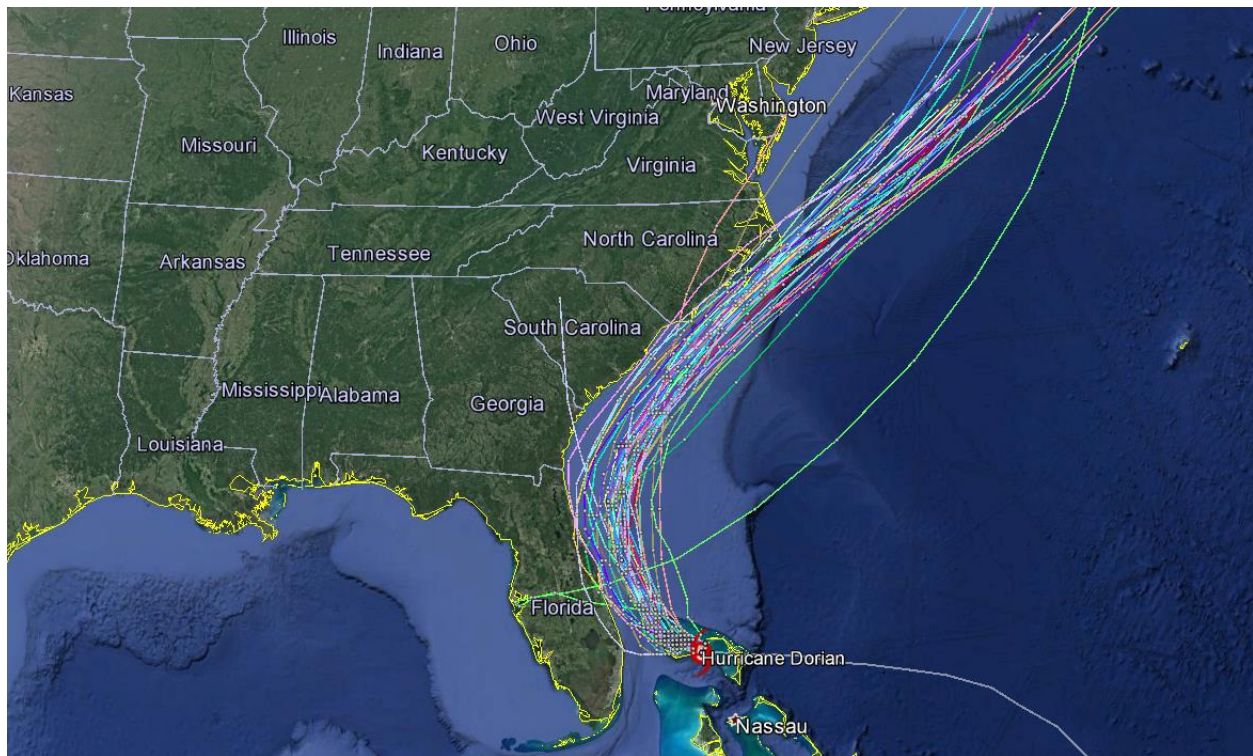 Pennsylvania
Illinois
Indiana
Ohio
New Jersey
Kansas
Maryland
Washington
West Virginia
Missouri
Kentucky
Virginia
North Carolina
Tennessee
Oklahoma
Arkansas
South Carolina
Mississippi
Alabama
Georgia
Louisiana
Florida
Hurricane Dorian
Nassau